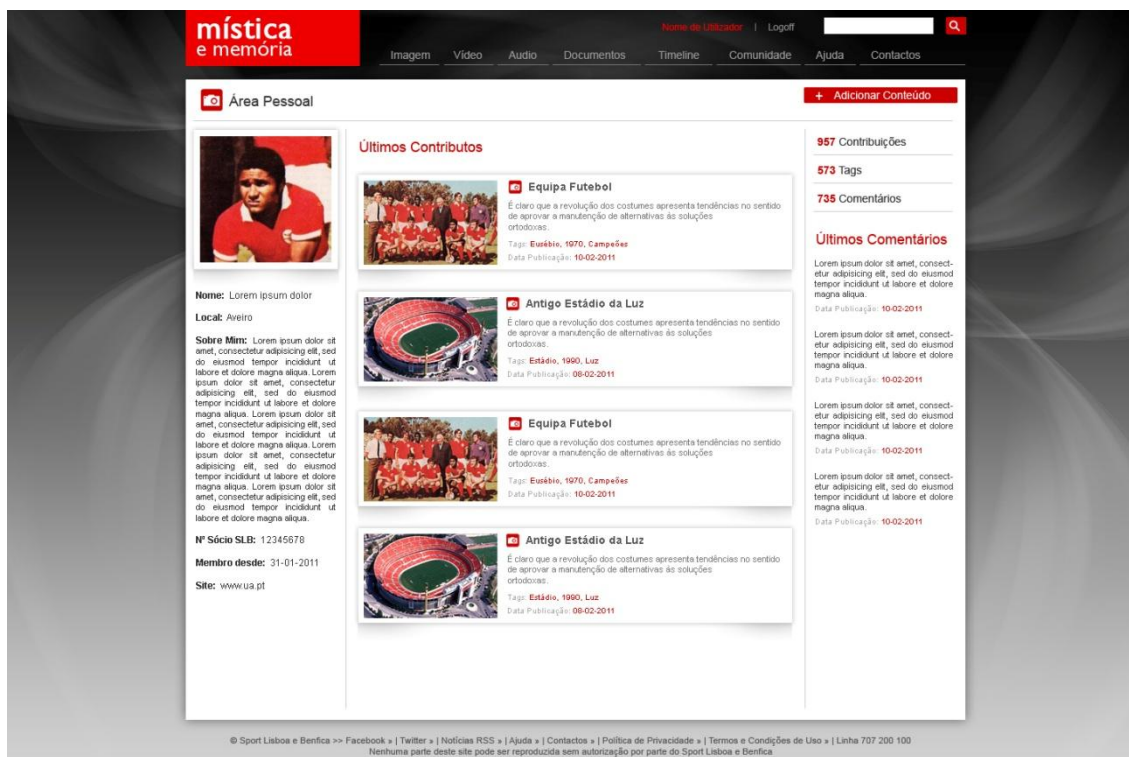 mística
e memória
Nome de Utilizador | Logoff
Imagem Vídeo Audio Documentos Timeline Comunidade Ajuda Contactos
Área Pessoal
+ Adicionar Conteúdo
Nome: Lorem ipsum dolor
Local: Aveiro
Sobre Mim: Lorem ipsum dolor sit
amet, consectetur adipisicing elit, sed
do eiusmod tempor incididunt ut
labore et dolore magna aliqua. Lorem
ipsum dolor sit amet, consectetur
adipisicing elit, sed do eiusmod
tempor incididunt ut labore et dolore
magna aliqua. Lorem ipsum dolor sit
amet, consectetur adipisicing elit, sed
do eiusmod tempor incididunt ut
labore et dolore magna aliqua. Lorem
ipsum dolor sit amet, consectetur
adipisicing elit, sed do eiusmod
tempor incididunt ut labore et dolore
magna aliqua. Lorem ipsum dolor sit
amet, consectetur adipisicing elit, sed
do eiusmod tempor incididunt ut
labore et dolore magna aliqua.
Nº Sócio SLB: 12345678
Membro desde: 31-01-2011
Site: www.ua.pt
Últimos Contributos
Equipa Futebol
É claro que a revolução dos costumes apresenta tendências no sentido
de aprovar a manutenção de alternativas ás soluções
ortodoxas.
Tags: Eusébio, 1970, Campeões
Data Publicação: 10-02-2011
Antigo Estádio da Luz
É claro que a revolução dos costumes apresenta tendências no sentido
de aprovar a manutenção de alternativas ás soluções
ortodoxas.
Tags: Estádio, 1990, Luz
Data Publicação: 08-02-2011
Equipa Futebol
É claro que a revolução dos costumes apresenta tendências no sentido
de aprovar a manutenção de alternativas ás soluções
ortodoxas.
Tags: Eusébio, 1970, Campeões
Data Publicação: 10-02-2011
Antigo Estádio da Luz
É claro que a revolução dos costumes apresenta tendências no sentido
de aprovar a manutenção de alternativas ás soluções
ortodoxas.
Tags: Estádio, 1990, Luz
Data Publicação: 08-02-2011
957 Contribuições
573 Tags
735 Comentários
Últimos Comentários
Lorem ipsum dolor sit amet, consect-
etur adipisicing elit, sed do eiusmod
tempor incididunt ut labore et dolore
magna aliqua.
Data Publicação: 10-02-2011
Lorem ipsum dolor sit amet, consect-
etur adipisicing elit, sed do eiusmod
tempor incididunt ut labore et dolore
magna aliqua.
Data Publicação: 10-02-2011
Lorem ipsum dolor sit amet, consect-
etur adipisicing elit, sed do eiusmod
tempor incididunt ut labore et dolore
magna aliqua.
Data Publicação: 10-02-2011
Lorem ipsum dolor sit amet, consect-
etur adipisicing elit, sed do eiusmod
tempor incididunt ut labore et dolore
magna aliqua.
Data Publicação: 10-02-2011
© Sport Lisboa e Benfica >> Facebook » | Twitter » | Notícias RSS » | Ajuda » | Contactos » | Política de Privacidade » | Termos e Condições de Uso » | Linha 707 200 100
Nenhuma parte deste site pode ser reproduzida sem autorização por parte do Sport Lisboa e Benfica